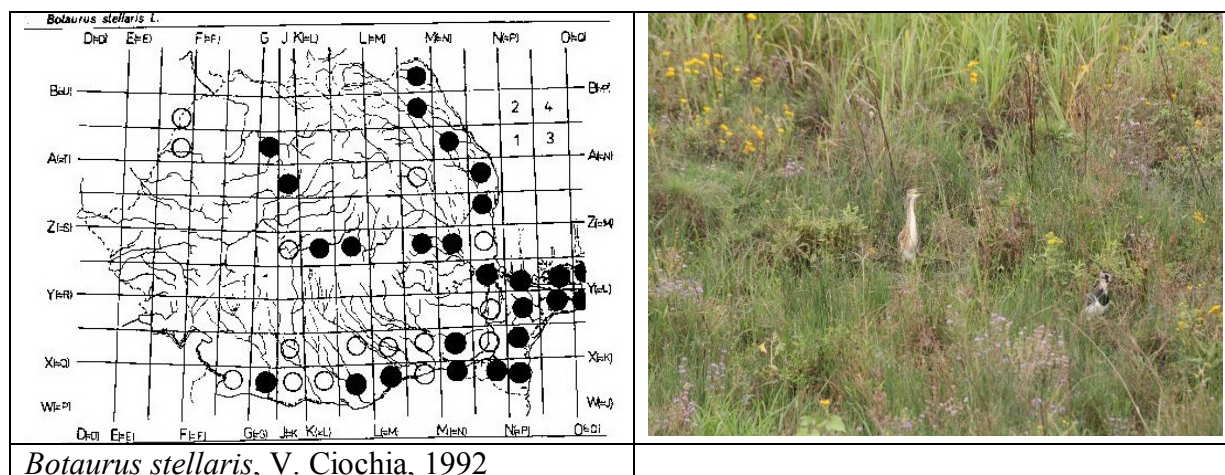 Botaurus stellaris L.
D(=D) E(=E) F(=F) G J K(=L) L(=M) M(=N) N(=P) O(=Q)
2 4
1 3
A(=T) A(=N)
Z(=S) Z(=M)
Y(=R) Y(=L)
X(=Q) X(=K)
W(=P) W(=J)
E(=E) F(=F) G(=G) J(=K K(=L) L(=M) M(=N) N(=P) O(=Q)
Botaurus stellaris, V. Ciochia, 1992